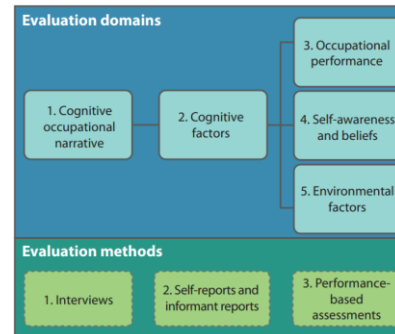 Evaluation domains
1. Cognitive
occupational
narrative
2. Cognitive
factors
3. Occupational
performance
4. Self-awareness
and beliefs
5. Environmental
factors
Evaluation methods
1. Interviews
2. Self-reports and
informant reports
3. Performance-
based
assessments